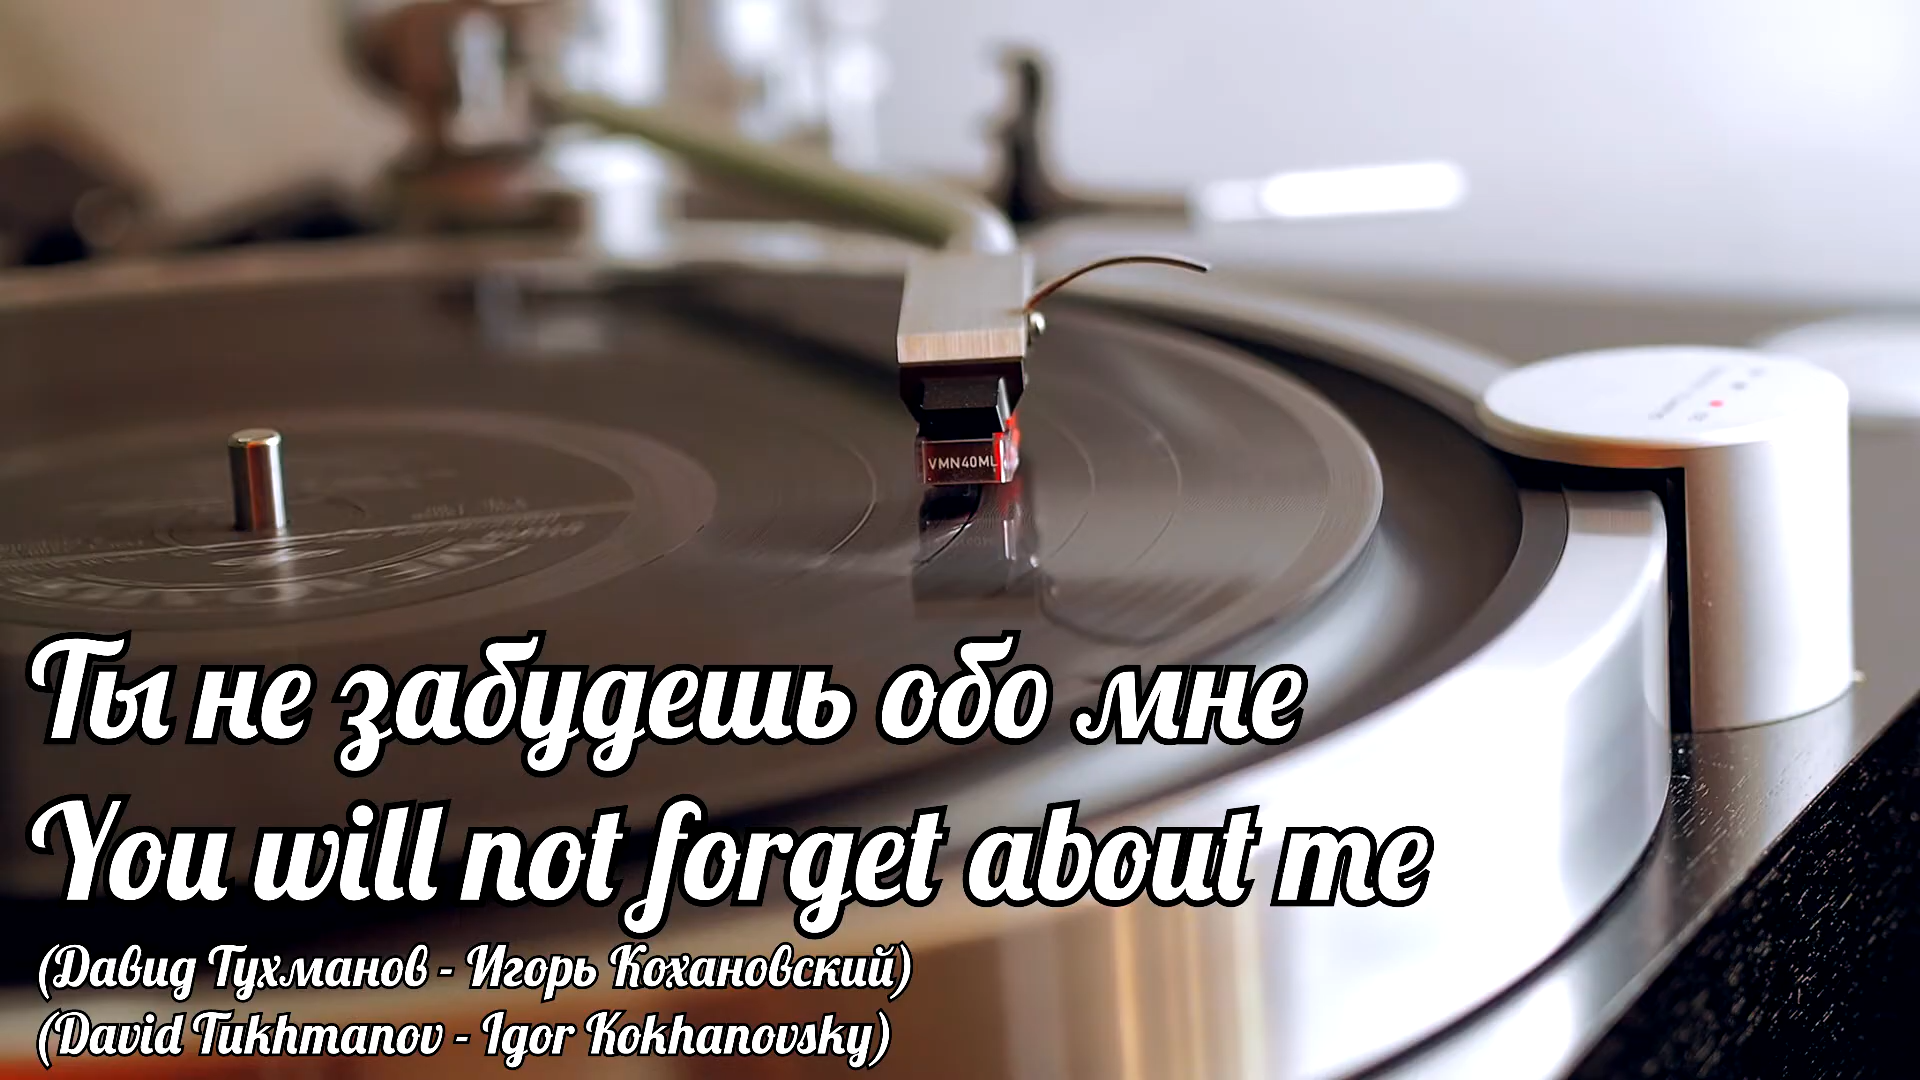 VMN40ML
Ты не забудешь обо мне
You will not forget about me
(Давид Тухманов - Игорь Кохановский)
(David Tukhmanov - Igor Kokhanovsky)